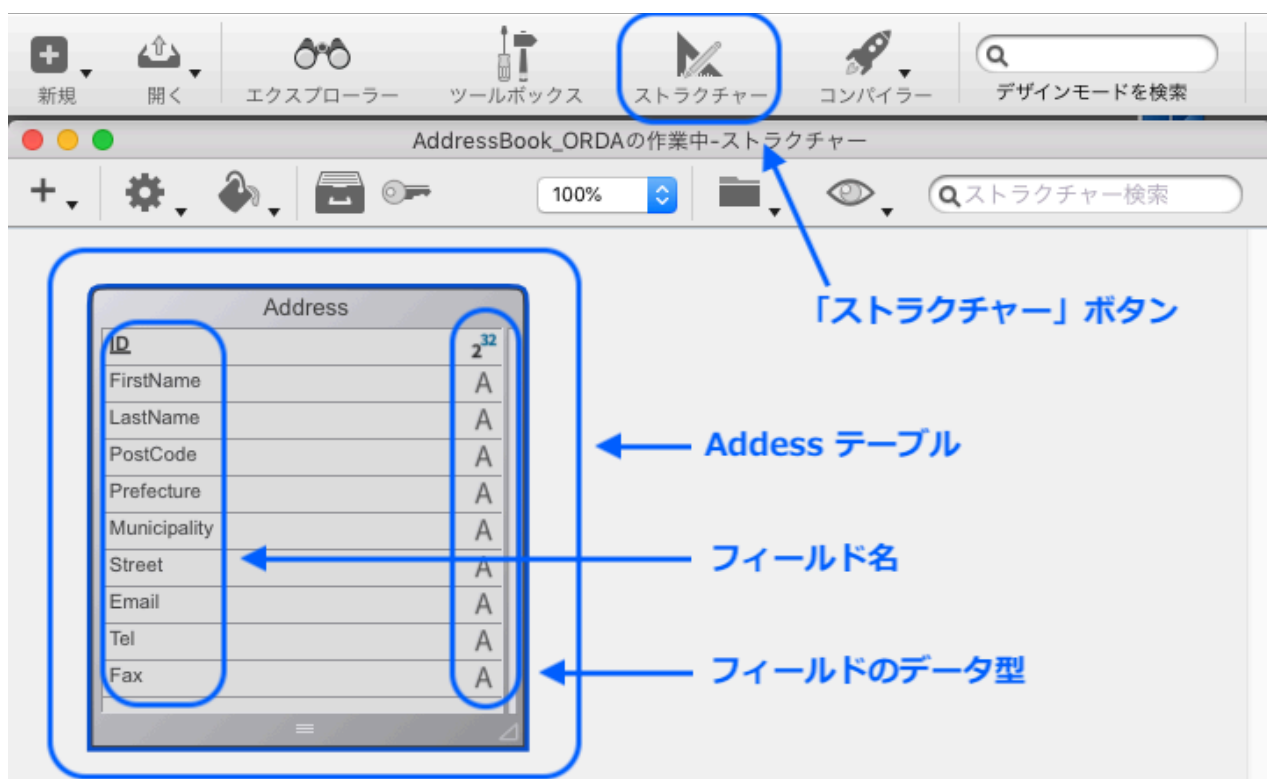 新規
開く
エクスプローラー
ツールボックス
ストラクチャー
コンパイラー
デザインモードを検索
AddressBook_ORDAの作業中-ストラクチャー
100%
ストラクチャー検索
「ストラクチャー」ボタン
Address
ID 2³²
FirstName A
LastName A
PostCode A
Prefecture A
Municipality A
Street A
Email A
Tel A
Fax A
Addess テーブル
フィールド名
フィールドのデータ型